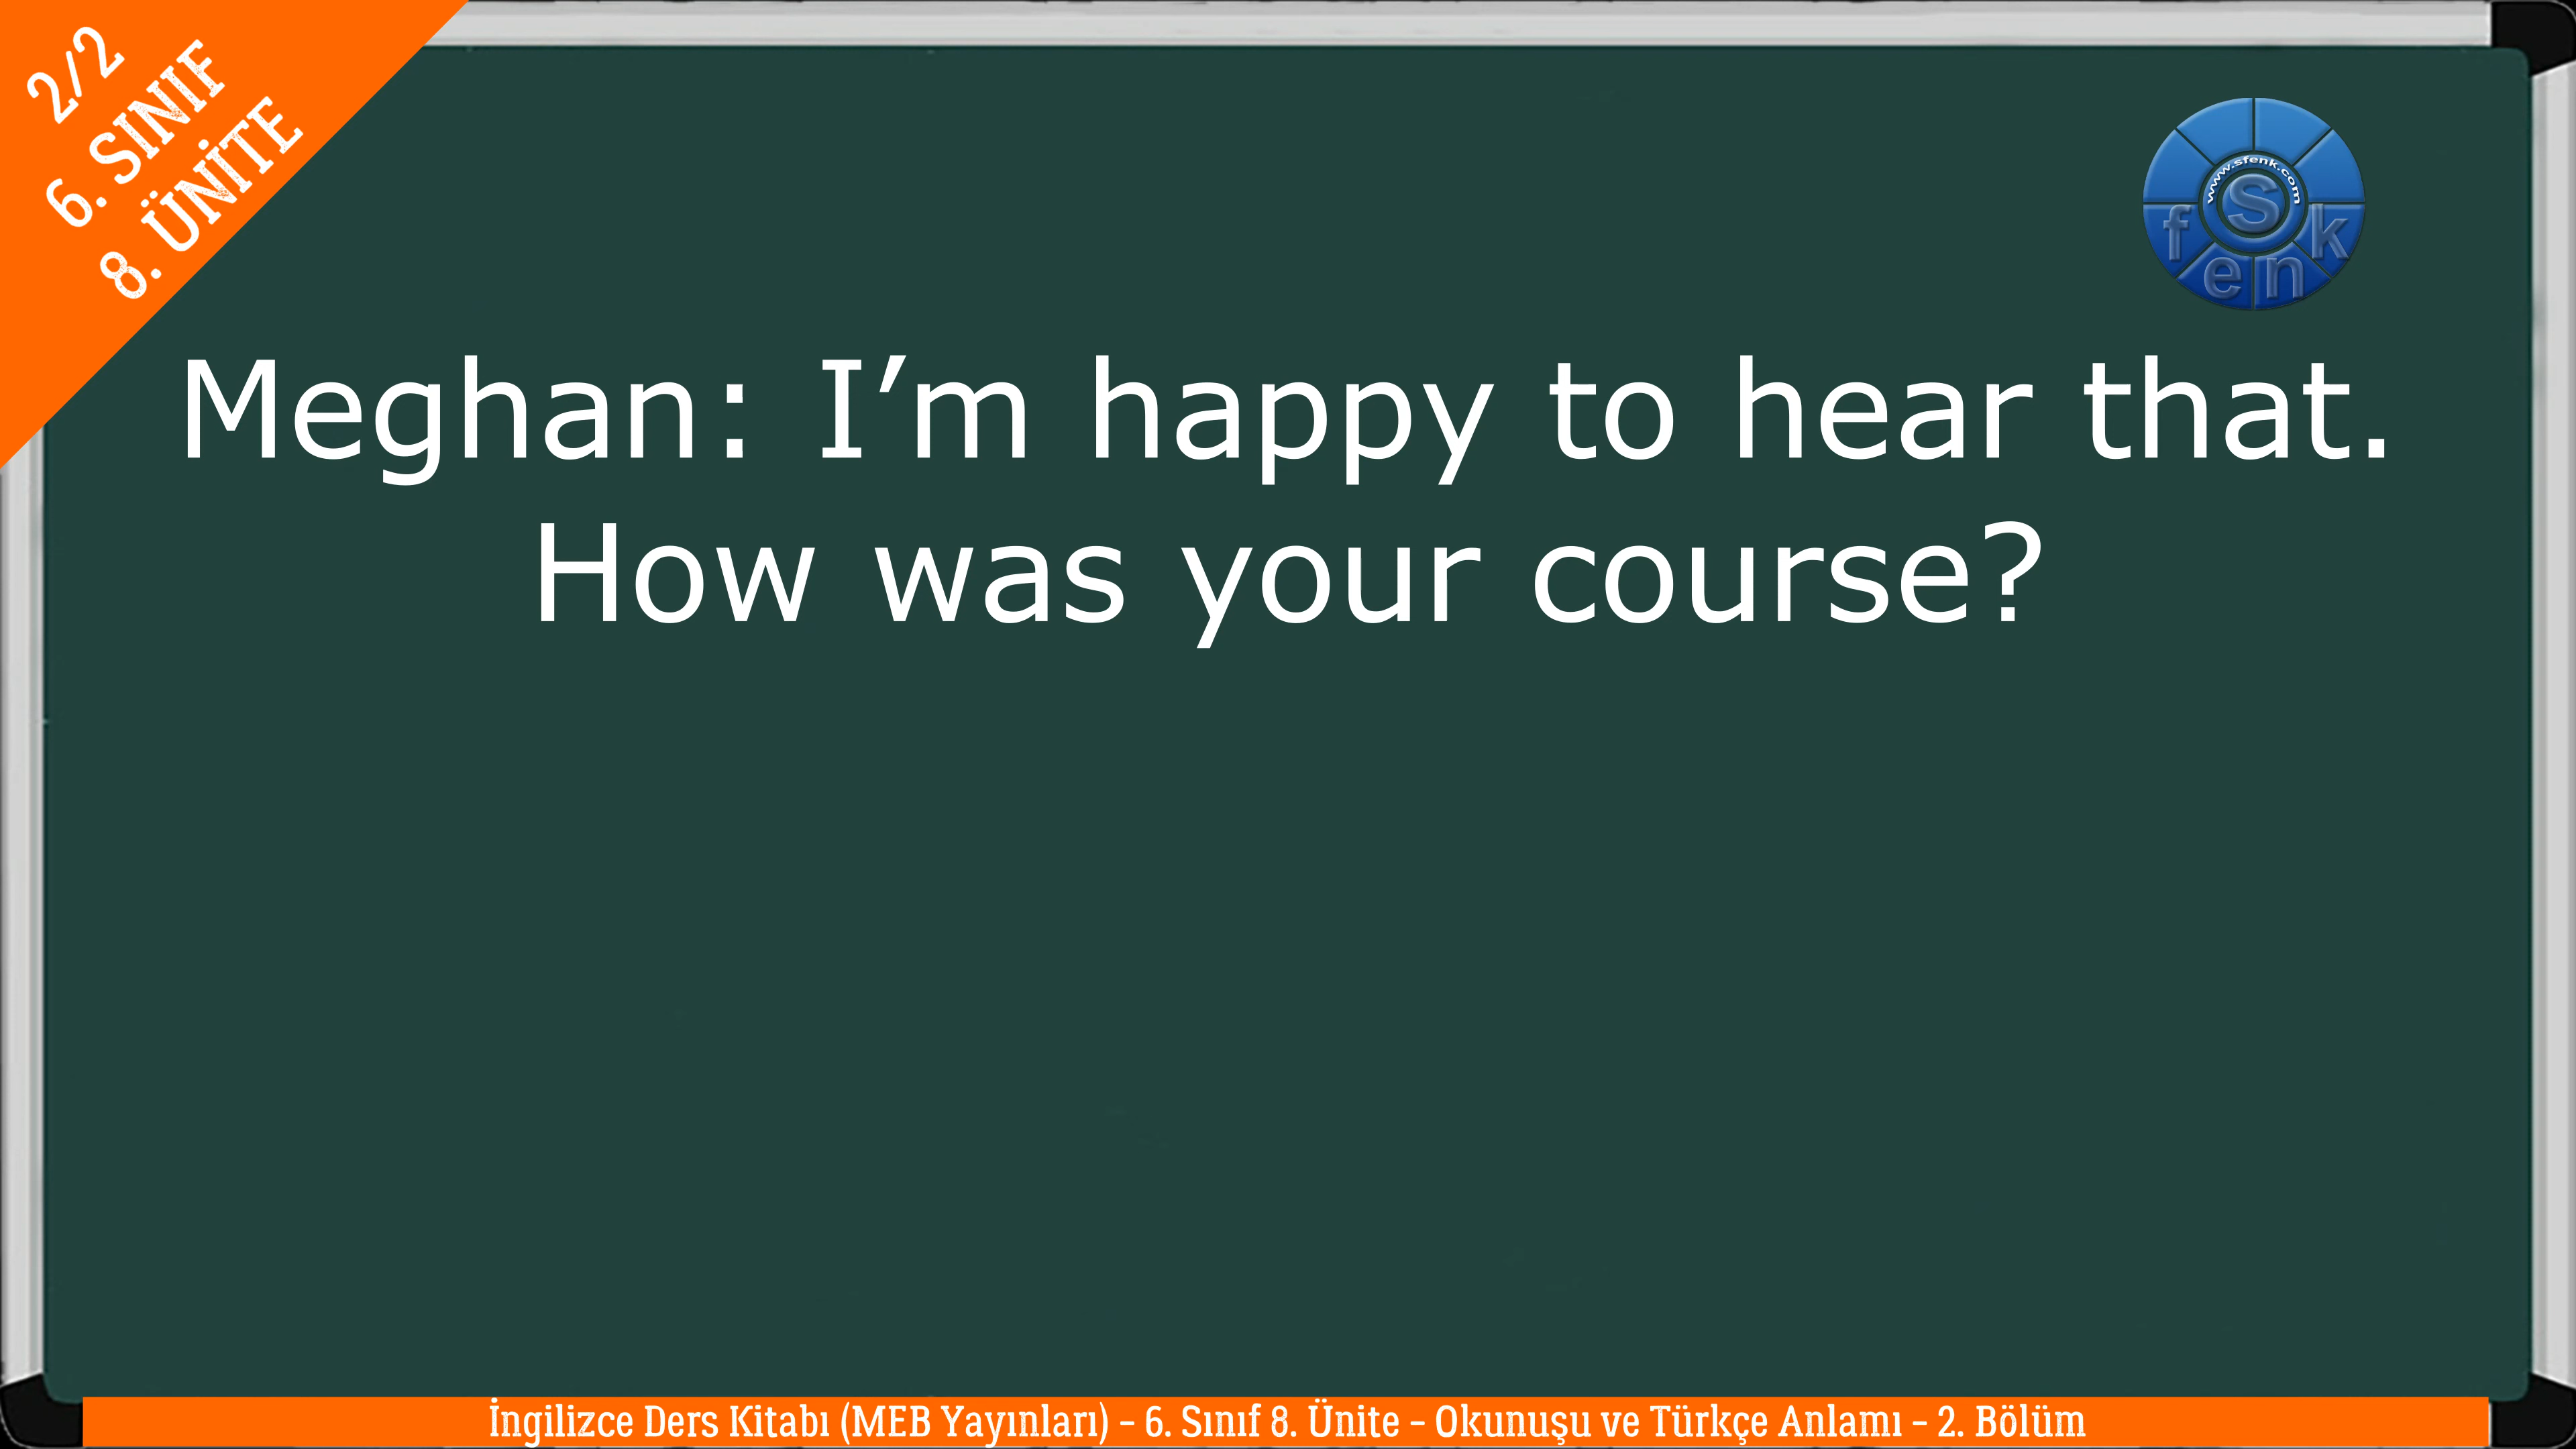 2/2
6. SINIF
8. ÜNİTE
www.sfenk.com
S
f e n k
Meghan: I’m happy to hear that.
How was your course?
İngilizce Ders Kitabı (MEB Yayınları) – 6. Sınıf 8. Ünite – Okunuşu ve Türkçe Anlamı – 2. Bölüm